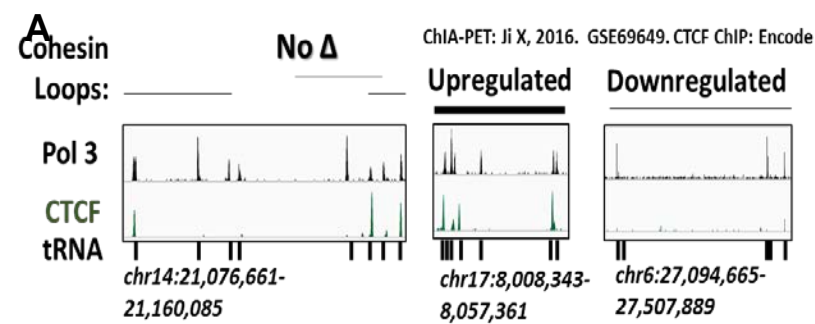 A
ChIA-PET: Ji X, 2016. GSE69649. CTCF ChIP: Encode
Cohesin
Loops:
No Δ
Upregulated
Downregulated
Pol 3
CTCF
tRNA
chr14:21,076,661-
21,160,085
chr17:8,008,343-
8,057,361
chr6:27,094,665-
27,507,889